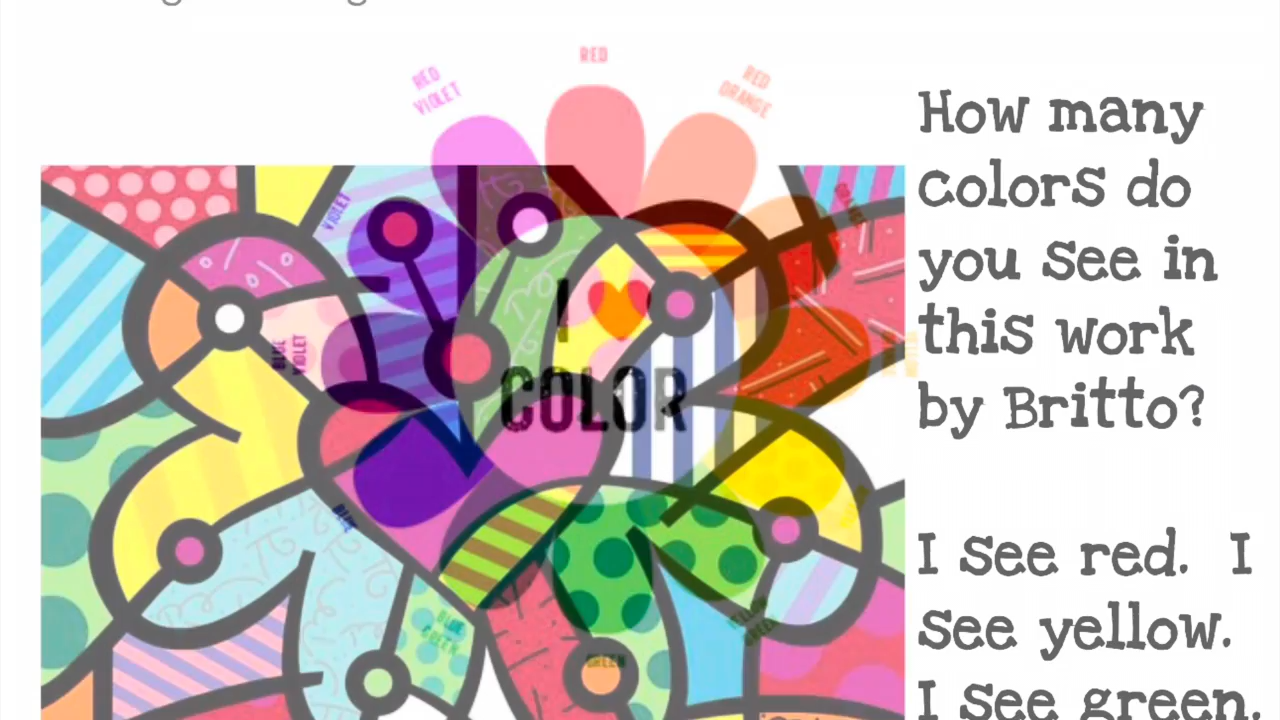 RED
RED
VIOLET
RED
ORANGE
How many
colors do
you see in
this work
by Britto?
VIOLET
I
COLOR
BLUE
VIOLET
BLUE
BLUE
GREEN
GREEN
I see red. I
see yellow.
I see green.